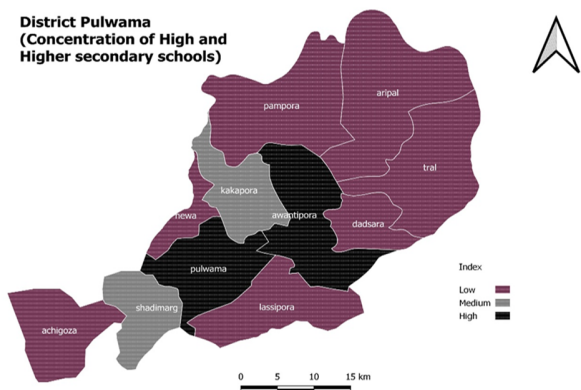 District Pulwama
(Concentration of High and
Higher secondary schools)
pampora
aripal
tral
kakapora
newa
awantipora
dadsara
pulwama
shadimarg
lassipora
achigoza
Index
Low
Medium
High
0 5 10 15 km